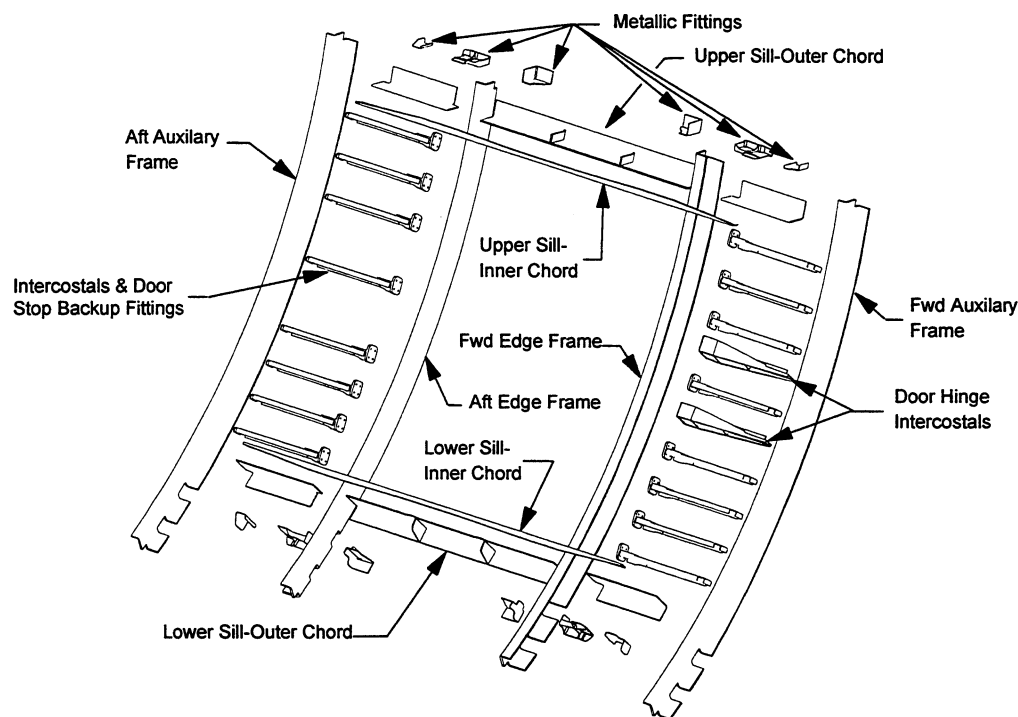 Metallic Fittings
Upper Sill-Outer Chord
Aft Auxilary
Frame
Upper Sill-
Inner Chord
Intercostals & Door
Stop Backup Fittings
Fwd Auxilary
Frame
Fwd Edge Frame
Aft Edge Frame
Door Hinge
Intercostals
Lower Sill-
Inner Chord
Lower Sill-Outer Chord